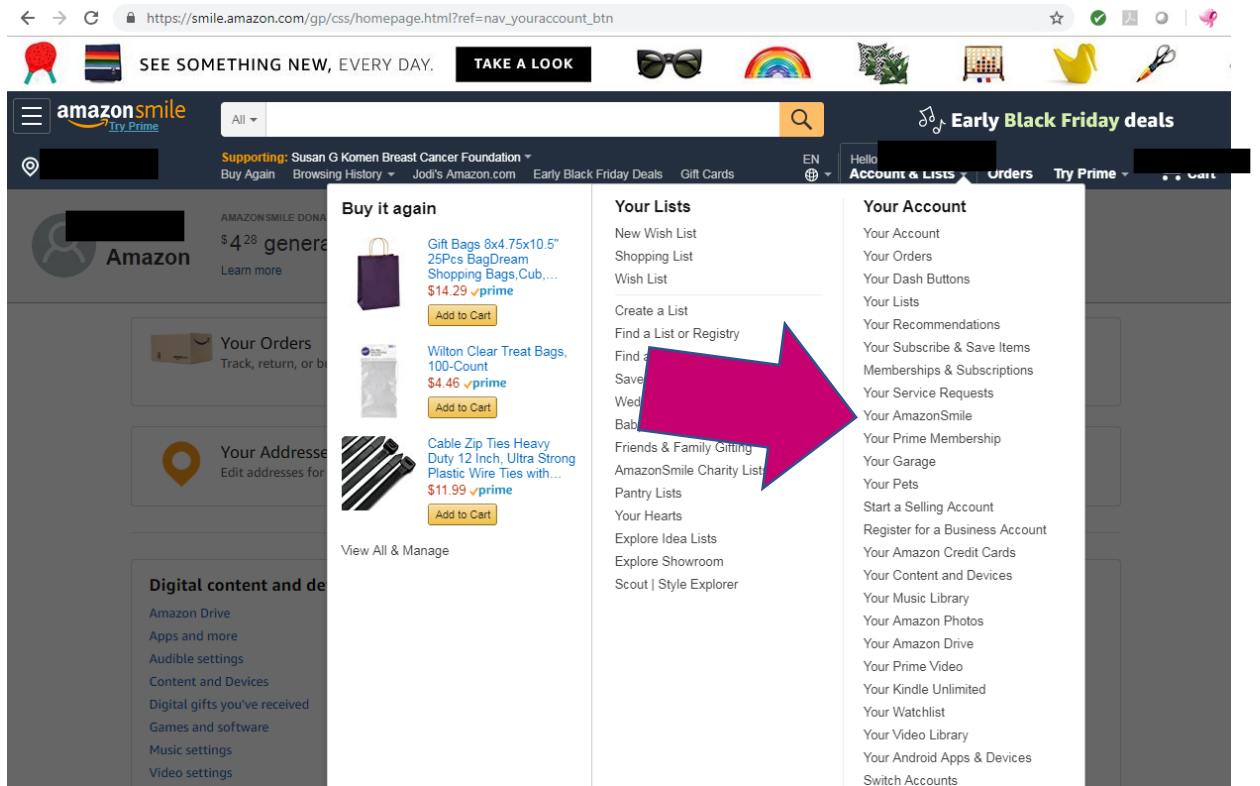 https://smile.amazon.com/gp/css/homepage.html?ref=nav_youraccount_btn
SEE SOMETHING NEW, EVERY DAY. TAKE A LOOK
amazonsmile
Try Prime
All
Early Black Friday deals
Supporting: Susan G Komen Breast Cancer Foundation
EN
Hello
Buy Again Browsing History Jodi's Amazon.com Early Black Friday Deals Gift Cards
Account & Lists Orders Try Prime Cart
AMAZONSMILE DONA
$4 28 genera
Amazon
Learn more
Your Orders
Track, return, or bu
Your Addresse
Edit addresses for
Digital content and de
Amazon Drive
Apps and more
Audible settings
Content and Devices
Digital gifts you've received
Games and software
Music settings
Video settings
Buy it again
Gift Bags 8x4.75x10.5"
25Pcs BagDream
Shopping Bags,Cub,...
$14.29 prime
Add to Cart
Wilton Clear Treat Bags,
100-Count
$4.46 prime
Add to Cart
Cable Zip Ties Heavy
Duty 12 Inch, Ultra Strong
Plastic Wire Ties with...
$11.99 prime
Add to Cart
View All & Manage
Your Lists
New Wish List
Shopping List
Wish List
Create a List
Find a List or Registry
Find a
Save
Wed
Bab
Friends & Family Gifting
AmazonSmile Charity Lists
Pantry Lists
Your Hearts
Explore Idea Lists
Explore Showroom
Scout | Style Explorer
Your Account
Your Account
Your Orders
Your Dash Buttons
Your Lists
Your Recommendations
Your Subscribe & Save Items
Memberships & Subscriptions
Your Service Requests
Your AmazonSmile
Your Prime Membership
Your Garage
Your Pets
Start a Selling Account
Register for a Business Account
Your Amazon Credit Cards
Your Content and Devices
Your Music Library
Your Amazon Photos
Your Amazon Drive
Your Prime Video
Your Kindle Unlimited
Your Watchlist
Your Video Library
Your Android Apps & Devices
Switch Accounts